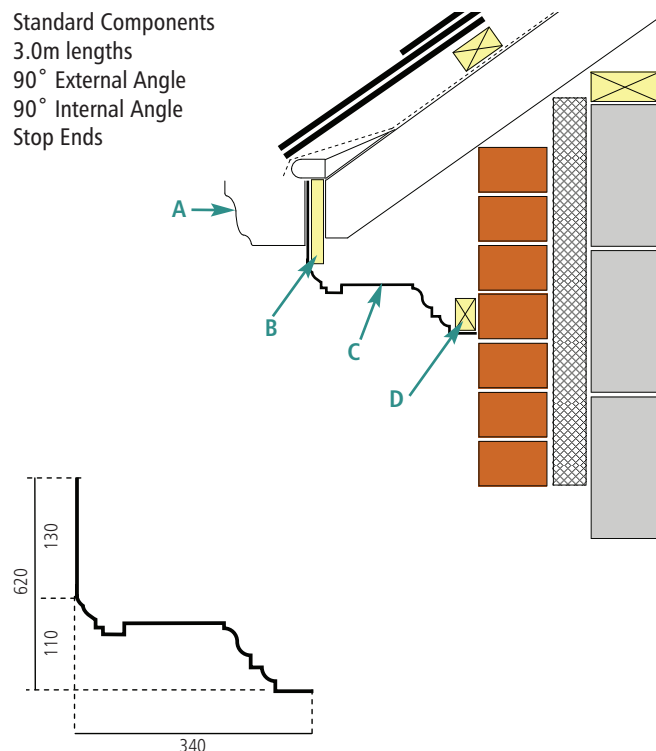 Standard Components
3.0m lengths
90° External Angle
90° Internal Angle
Stop Ends
A
B
C
D
620
130
110
340